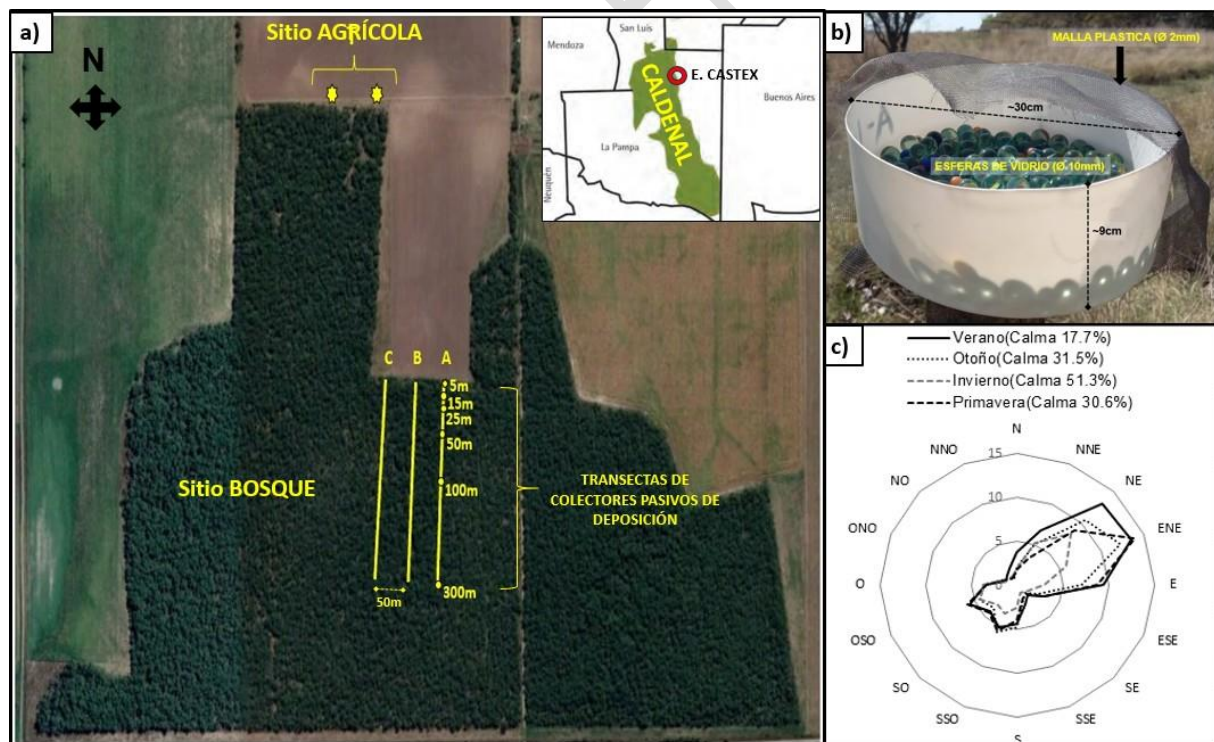 a)
Sitio AGRÍCOLA
N
San Luís
Mendoza
E. CASTEX
CALDENAL
Buenos Aires
La Pampa
Neuquén
C B A
5m
15m
25m
50m
100m
300m
50m
Sitio BOSQUE
TRANSECTAS DE
COLECTORES PASIVOS DE
DEPOSICIÓN
b)
MALLA PLASTICA (Ø 2mm)
~30cm
ESFERAS DE VIDRIO (Ø 10mm)
~9cm
c)
Verano(Calma 17.7%)
Otoño(Calma 31.5%)
Invierno(Calma 51.3%)
Primavera(Calma 30.6%)
N
NNO
NNE
NO
NE
ONO
ENE
O
E
OSO
ESE
SO
SE
SSO
SSE
S
15
10
5
0